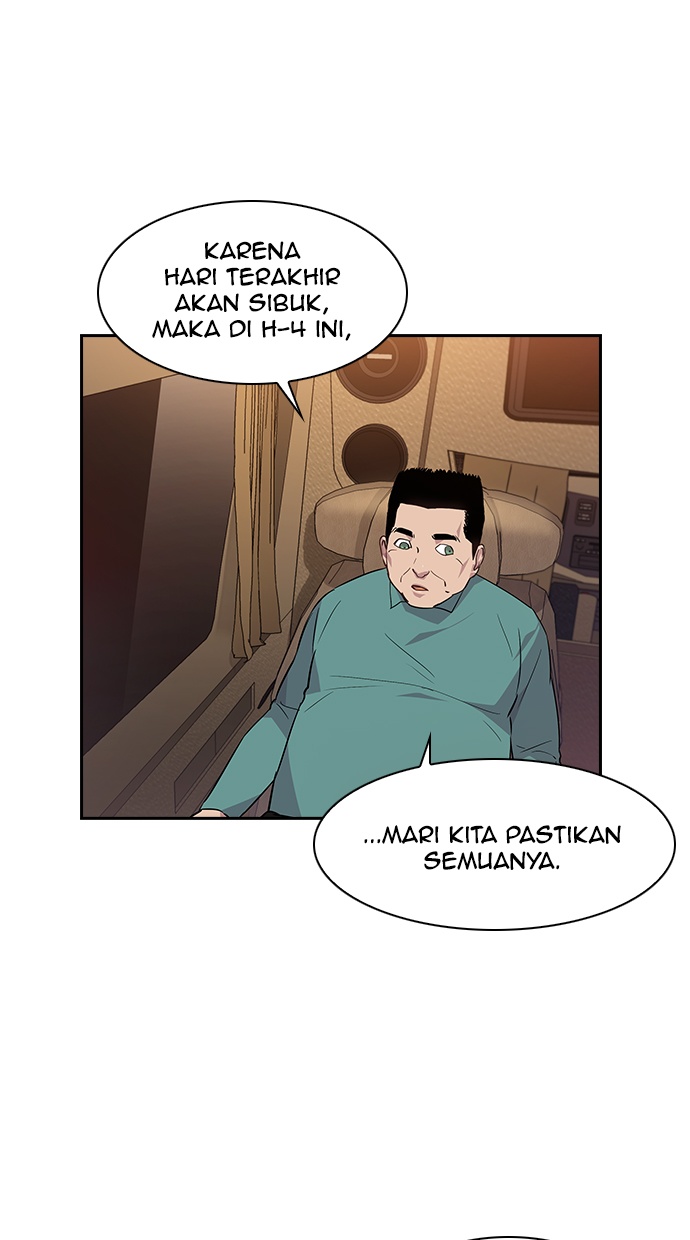 KARENA
HARI TERAKHIR
AKAN SIBUK,
MAKA DI H-4 INI,
...MARI KITA PASTIKAN
SEMUANYA.